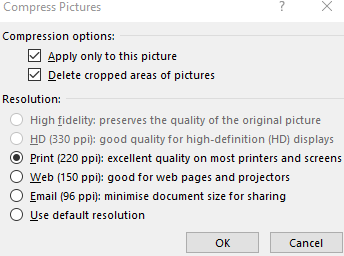 Compress Pictures ? ×
Compression options:
Apply only to this picture
Delete cropped areas of pictures
Resolution:
High fidelity: preserves the quality of the original picture
HD (330 ppi): good quality for high-definition (HD) displays
Print (220 ppi): excellent quality on most printers and screens
Web (150 ppi): good for web pages and projectors
Email (96 ppi): minimise document size for sharing
Use default resolution
OK Cancel